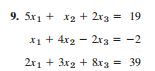 9. 5x₁ + x₂ + 2x₃ = 19
x₁ + 4x₂ − 2x₃ = −2
2x₁ + 3x₂ + 8x₃ = 39